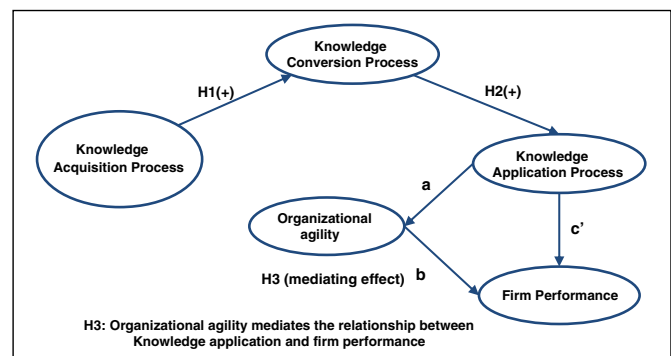 Knowledge
Conversion Process
H1(+)
H2(+)
Knowledge
Acquisition Process
Knowledge
Application Process
a
Organizational
agility
c’
H3 (mediating effect)
b
Firm Performance
H3: Organizational agility mediates the relationship between
Knowledge application and firm performance